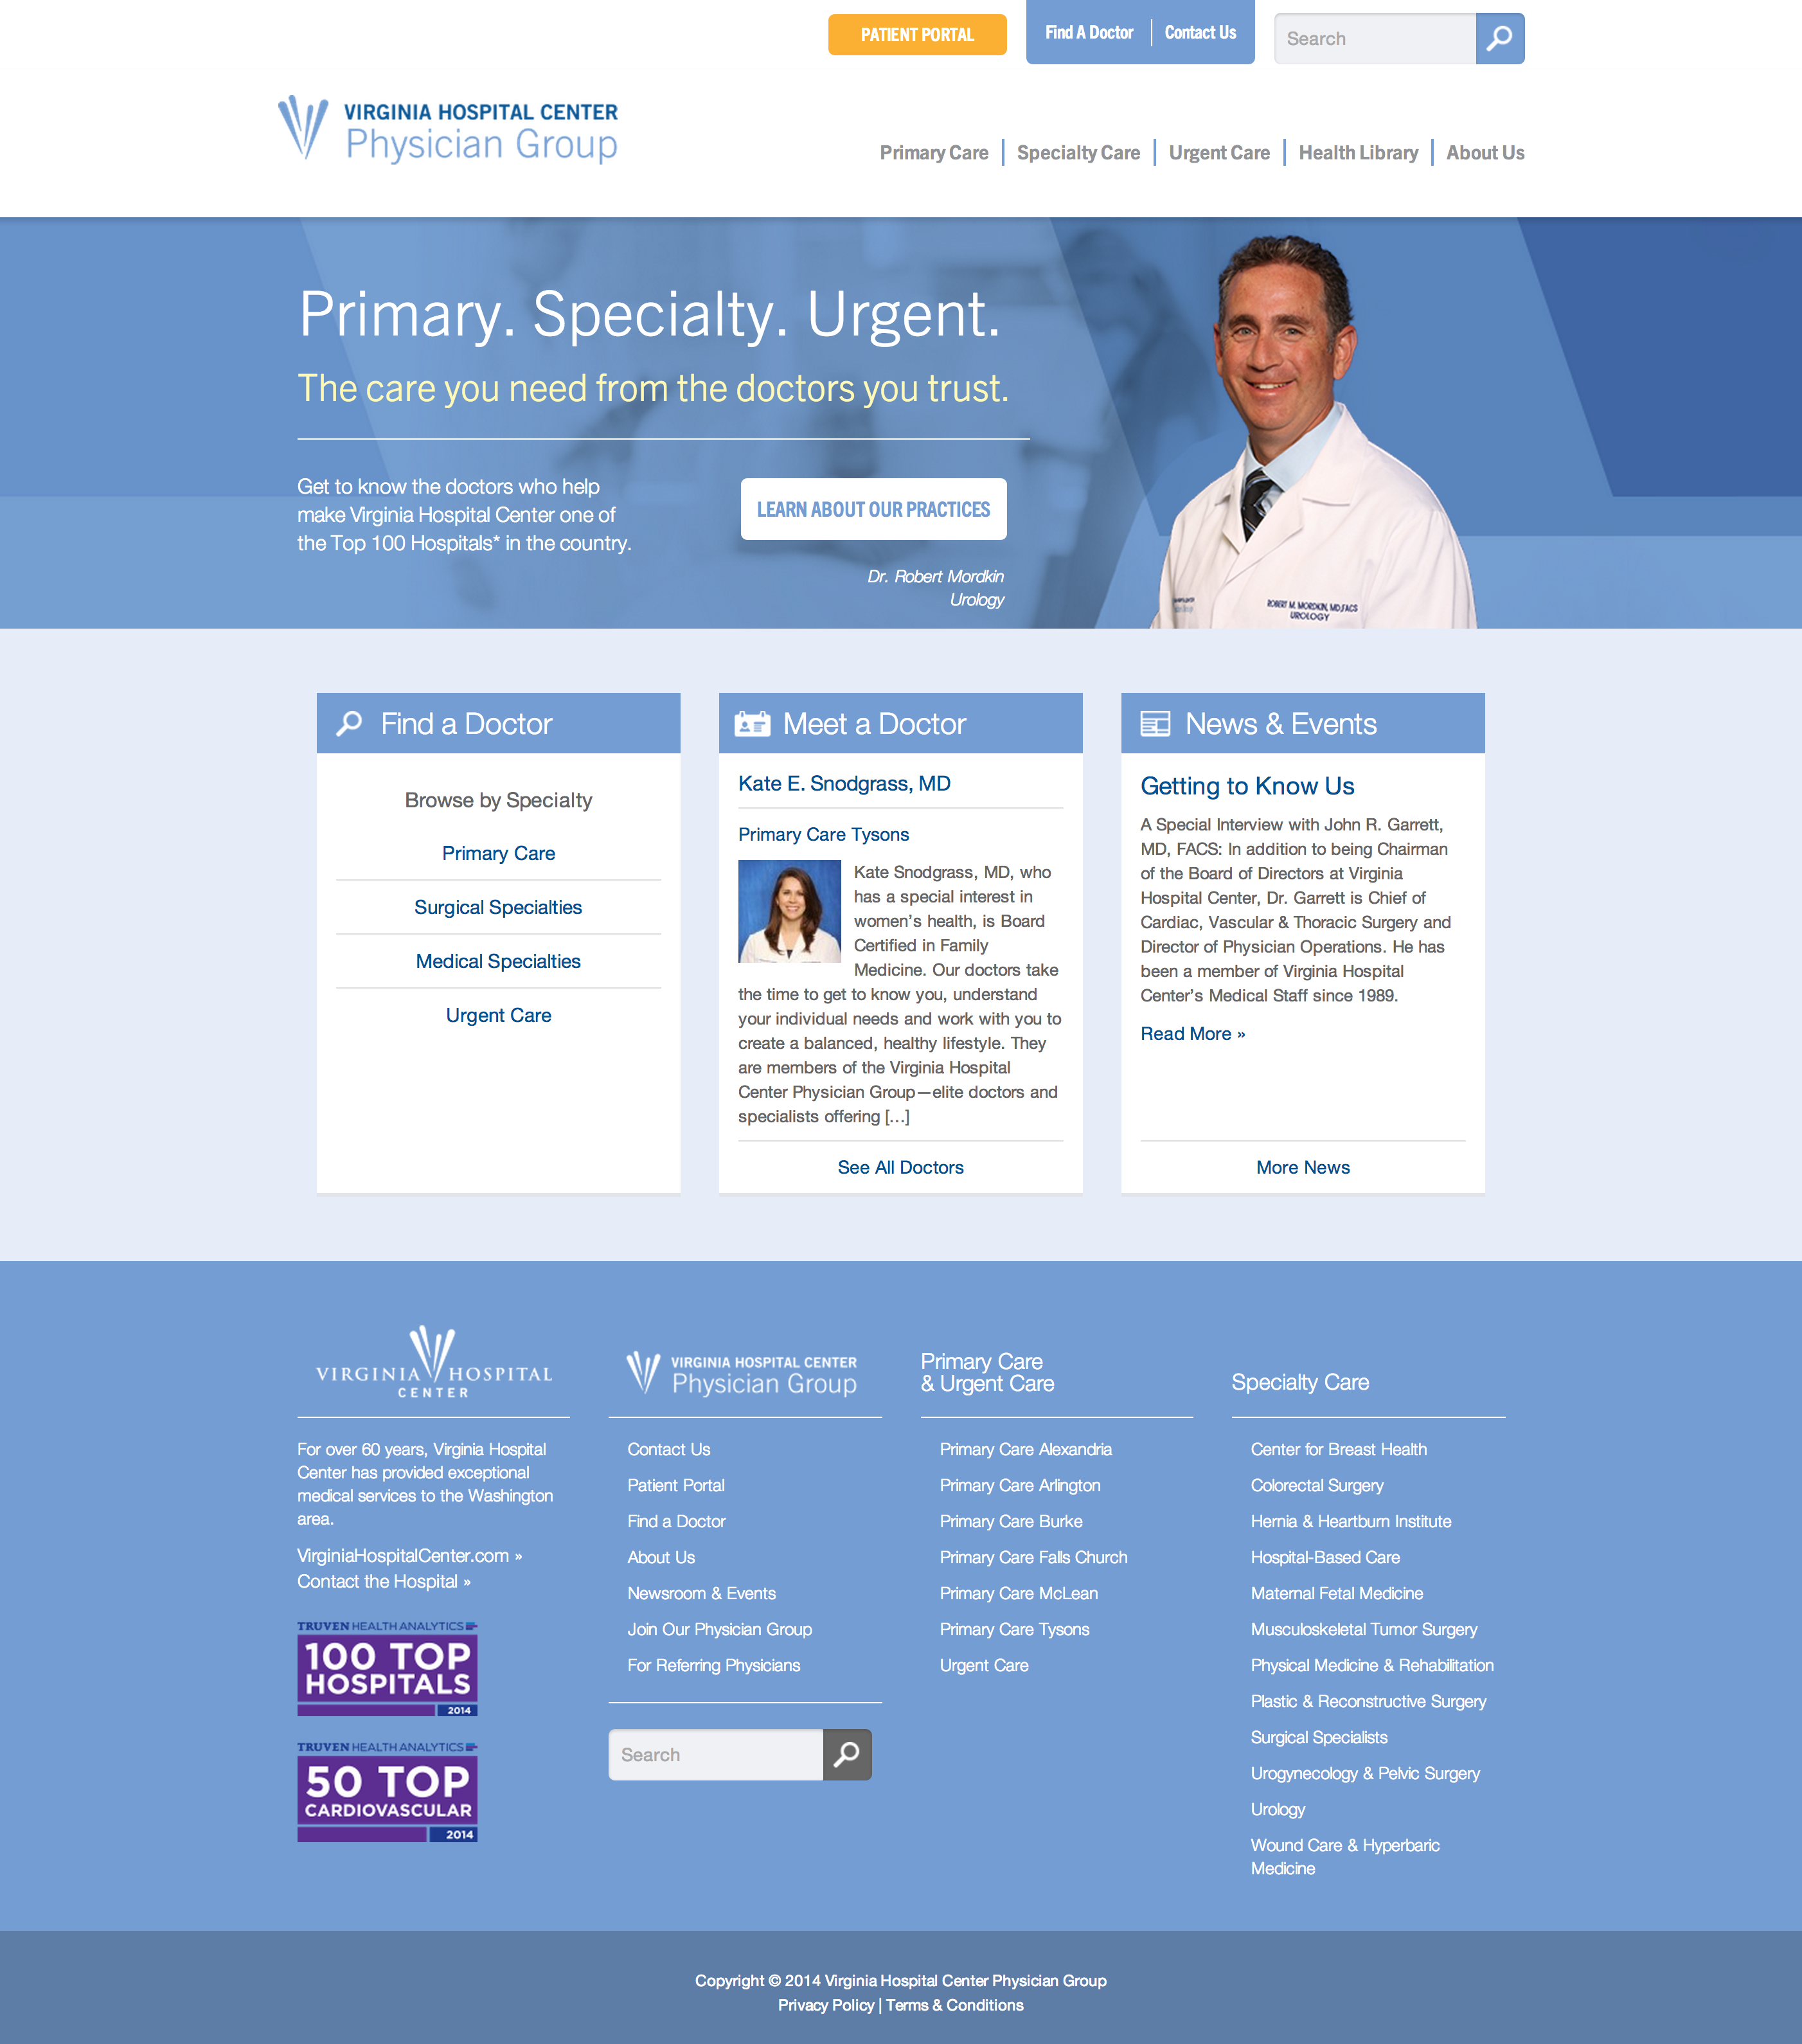 PATIENT PORTAL
Find A Doctor
Contact Us
Search
VIRGINIA HOSPITAL CENTER
Physician Group
Primary Care
Specialty Care
Urgent Care
Health Library
About Us
Primary. Specialty. Urgent.
The care you need from the doctors you trust.
Get to know the doctors who help
make Virginia Hospital Center one of
the Top 100 Hospitals* in the country.
LEARN ABOUT OUR PRACTICES
Dr. Robert Mordkin
Urology
ROBERT M. MORDKIN, MD,FACS
UROLOGY
Find a Doctor
Browse by Specialty
Primary Care
Surgical Specialties
Medical Specialties
Urgent Care
Meet a Doctor
Kate E. Snodgrass, MD
Primary Care Tysons
Kate Snodgrass, MD, who
has a special interest in
women's health, is Board
Certified in Family
Medicine. Our doctors take
the time to get to know you, understand
your individual needs and work with you to
create a balanced, healthy lifestyle. They
are members of the Virginia Hospital
Center Physician Group—elite doctors and
specialists offering [...]
See All Doctors
News & Events
Getting to Know Us
A Special Interview with John R. Garrett,
MD, FACS: In addition to being Chairman
of the Board of Directors at Virginia
Hospital Center, Dr. Garrett is Chief of
Cardiac, Vascular & Thoracic Surgery and
Director of Physician Operations. He has
been a member of Virginia Hospital
Center's Medical Staff since 1989.
Read More »
More News
VIRGINIA HOSPITAL
CENTER
For over 60 years, Virginia Hospital
Center has provided exceptional
medical services to the Washington
area.
VirginiaHospitalCenter.com »
Contact the Hospital »
TRUVEN HEALTH ANALYTICS
100 TOP
HOSPITALS
2014
TRUVEN HEALTH ANALYTICS
50 TOP
CARDIOVASCULAR
2014
VIRGINIA HOSPITAL CENTER
Physician Group
Contact Us
Patient Portal
Find a Doctor
About Us
Newsroom & Events
Join Our Physician Group
For Referring Physicians
Search
Primary Care
& Urgent Care
Primary Care Alexandria
Primary Care Arlington
Primary Care Burke
Primary Care Falls Church
Primary Care McLean
Primary Care Tysons
Urgent Care
Specialty Care
Center for Breast Health
Colorectal Surgery
Hernia & Heartburn Institute
Hospital-Based Care
Maternal Fetal Medicine
Musculoskeletal Tumor Surgery
Physical Medicine & Rehabilitation
Plastic & Reconstructive Surgery
Surgical Specialists
Urogynecology & Pelvic Surgery
Urology
Wound Care & Hyperbaric
Medicine
Copyright © 2014 Virginia Hospital Center Physician Group
Privacy Policy | Terms & Conditions